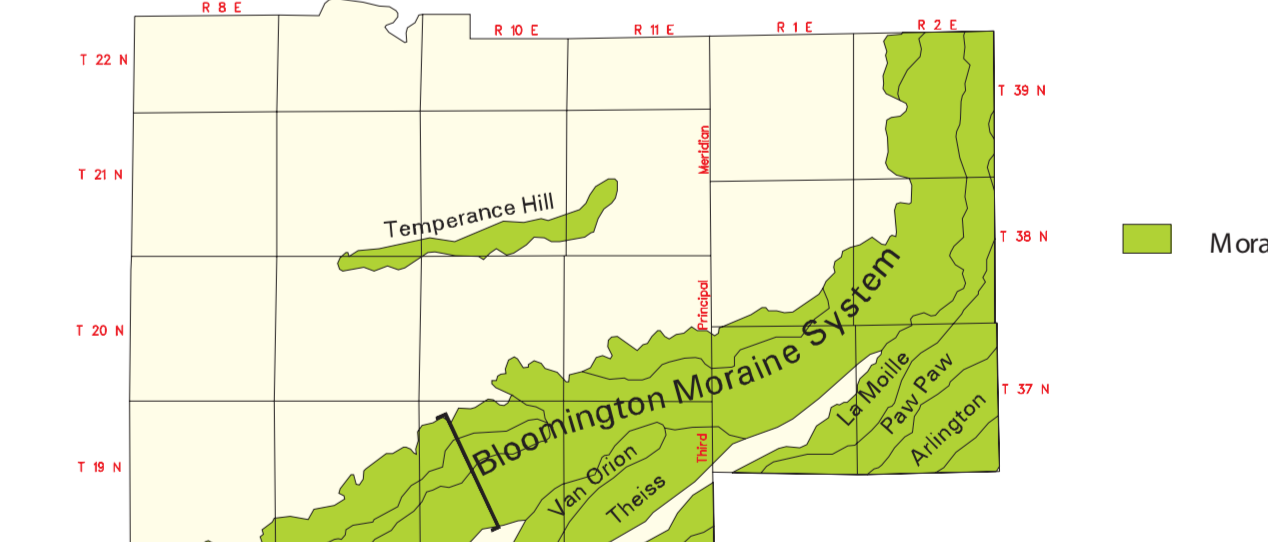 R 8 E
R 10 E
R 11 E
R 1 E
R 2 E
T 22 N
T 39 N
Meridian
T 21 N
Temperance Hill
T 38 N
Mora
Principal
T 20 N
Bloomington Moraine System
La Moille
Paw Paw
T 37 N
Arlington
Third
T 19 N
Van Orion
Theiss